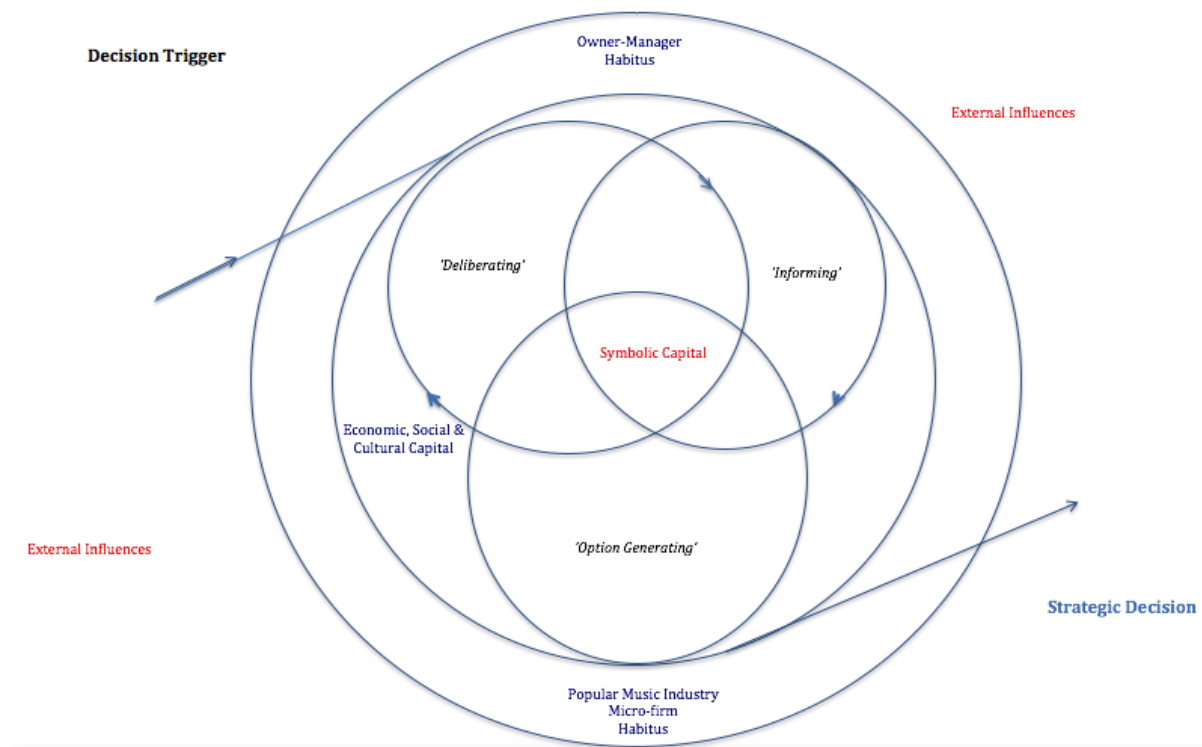 Owner-Manager
Habitus
Decision Trigger
External Influences
'Deliberating'
'Informing'
Symbolic Capital
Economic, Social &
Cultural Capital
External Influences
'Option Generating'
Strategic Decision
Popular Music Industry
Micro-firm
Habitus